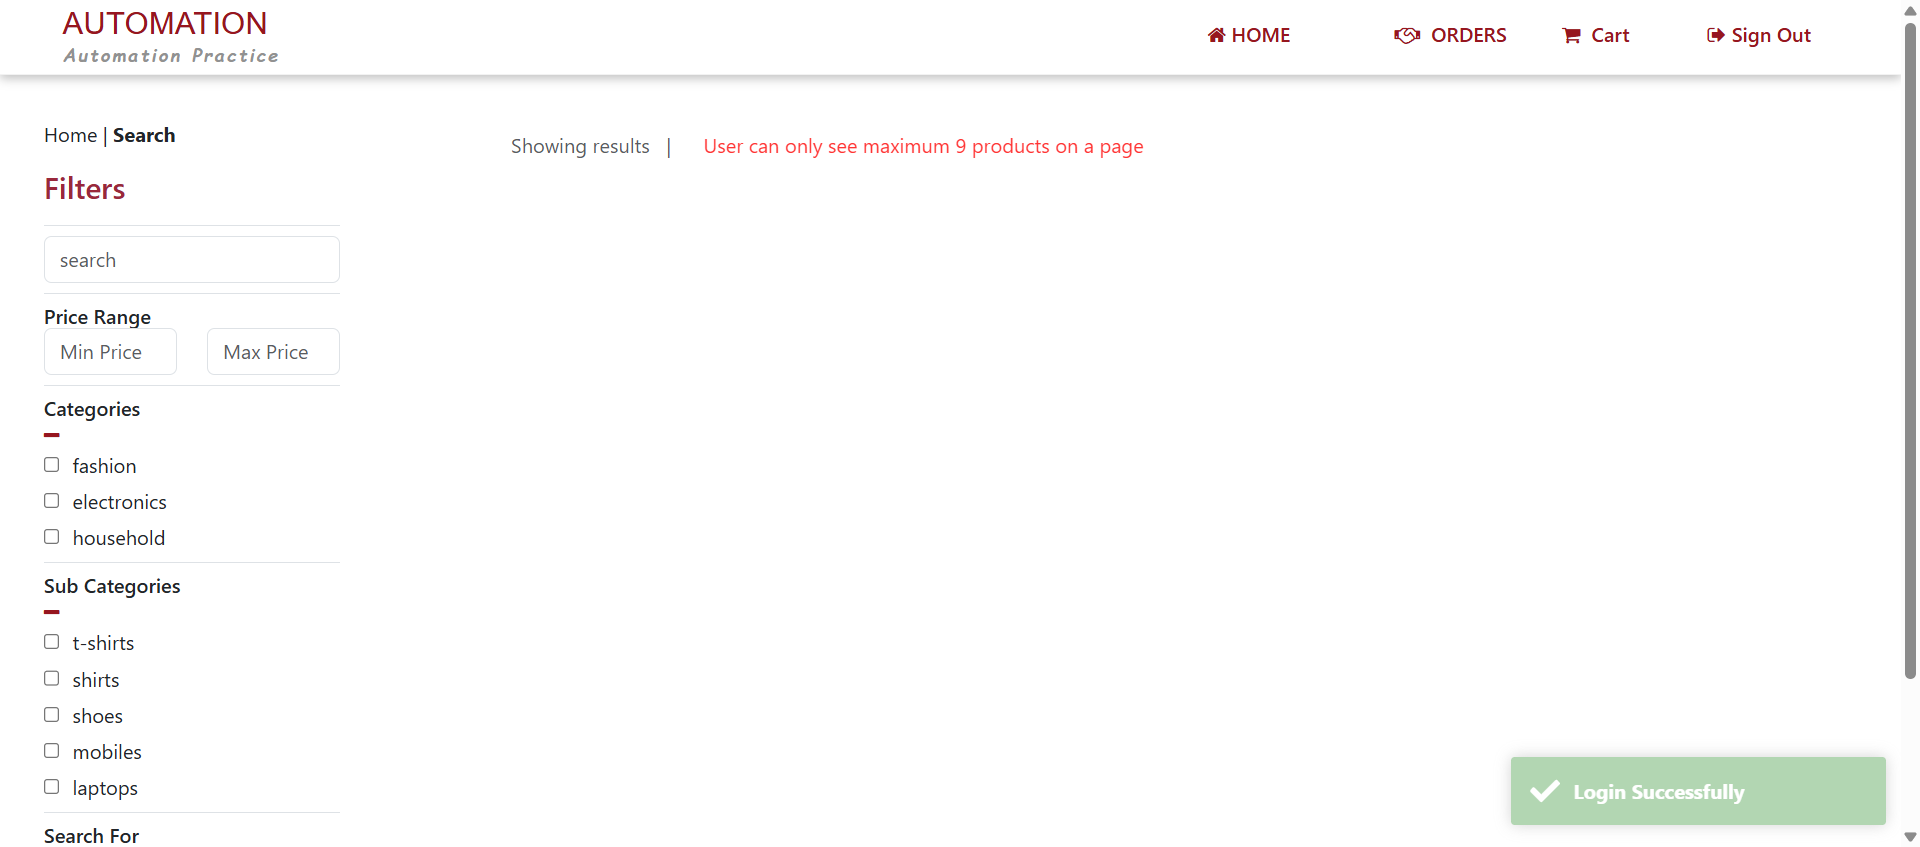 AUTOMATION
Automation Practice
HOME
ORDERS
Cart
Sign Out
Home | Search
Showing results |
User can only see maximum 9 products on a page
Filters
search
Price Range
Min Price
Max Price
Categories
fashion
electronics
household
Sub Categories
t-shirts
shirts
shoes
mobiles
laptops
Search For
Login Successfully